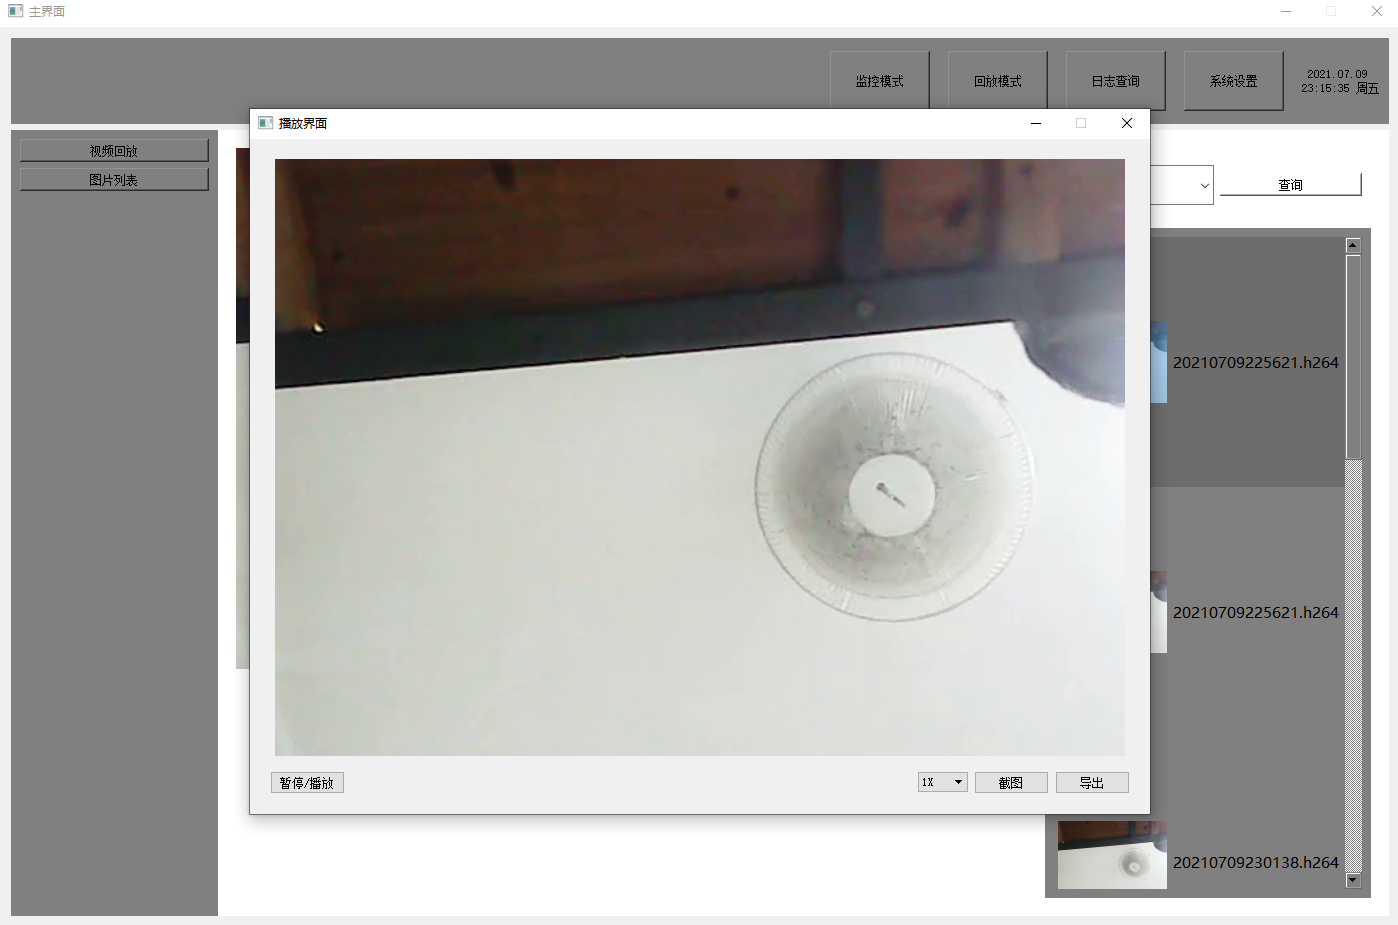 主界面
监控模式
回放模式
日志查询
系统设置
2021.07.09
23:15:35 周五
视频回放
图片列表
播放界面
查询
20210709225621.h264
20210709225621.h264
20210709230138.h264
暂停/播放
1X
截图
导出